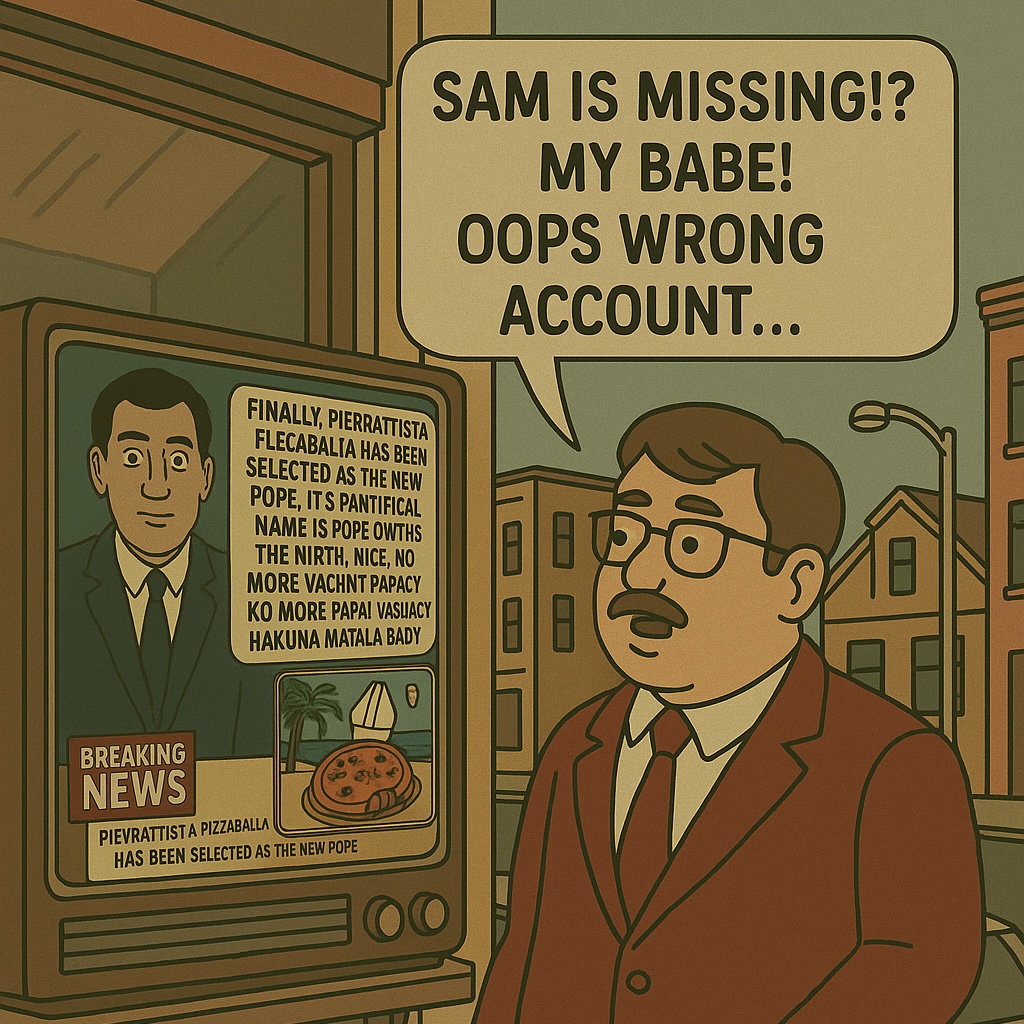 SAM IS MISSING!?
MY BABE!
OOPS WRONG
ACCOUNT...
FINALLY, PIERRATTISTA
FLECABALIA HAS BEEN
SELECTED AS THE NEW
POPE, IT S PANTIFICAL
NAME IS POPE OWTHS
THE NIRTH, NICE, NO
MORE VACHNT PAPACY
KO MORE PAPAI VASUACY
HAKUNA MATALA BADY
BREAKING
NEWS
PIEVRATTIST A PIZZABALLA
HAS BEEN SELECTED AS THE NEW POPE